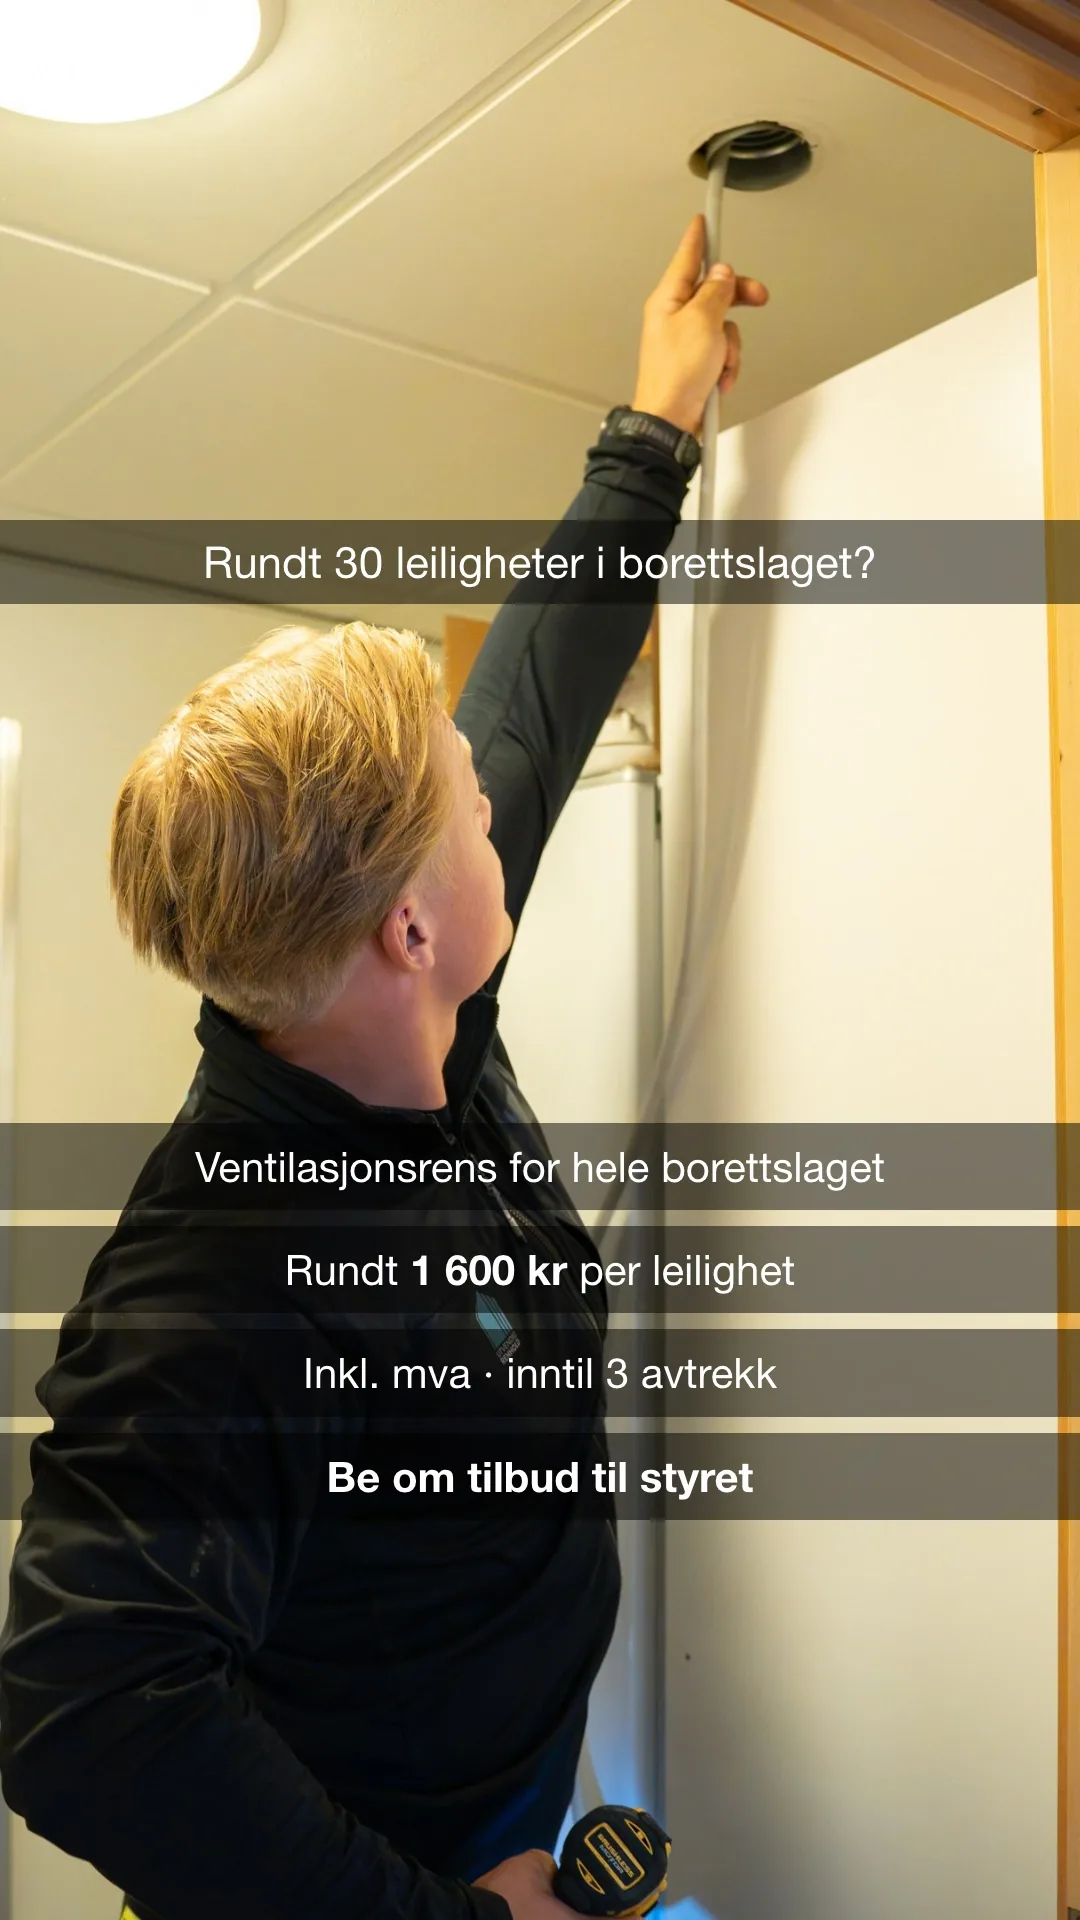 Rundt 30 leiligheter i borettslaget?
Ventilasjonsrens for hele borettslaget
Rundt 1 600 kr per leilighet
Inkl. mva · inntil 3 avtrekk
Be om tilbud til styret
BRUSHLESS